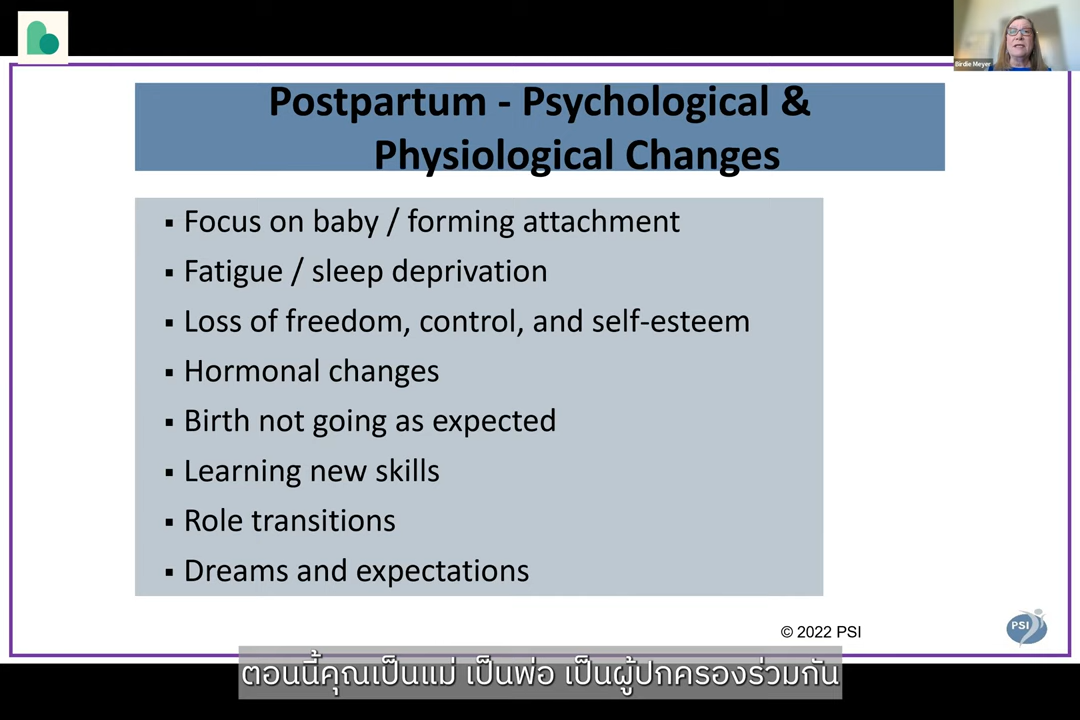 Birdie Meyer
Postpartum - Psychological &
Physiological Changes
▪ Focus on baby / forming attachment
▪ Fatigue / sleep deprivation
▪ Loss of freedom, control, and self-esteem
▪ Hormonal changes
▪ Birth not going as expected
▪ Learning new skills
▪ Role transitions
▪ Dreams and expectations
© 2022 PSI
PSI
ตอนนี้คุณเป็นแม่ เป็นพ่อ เป็นผู้ปกครองร่วมกัน